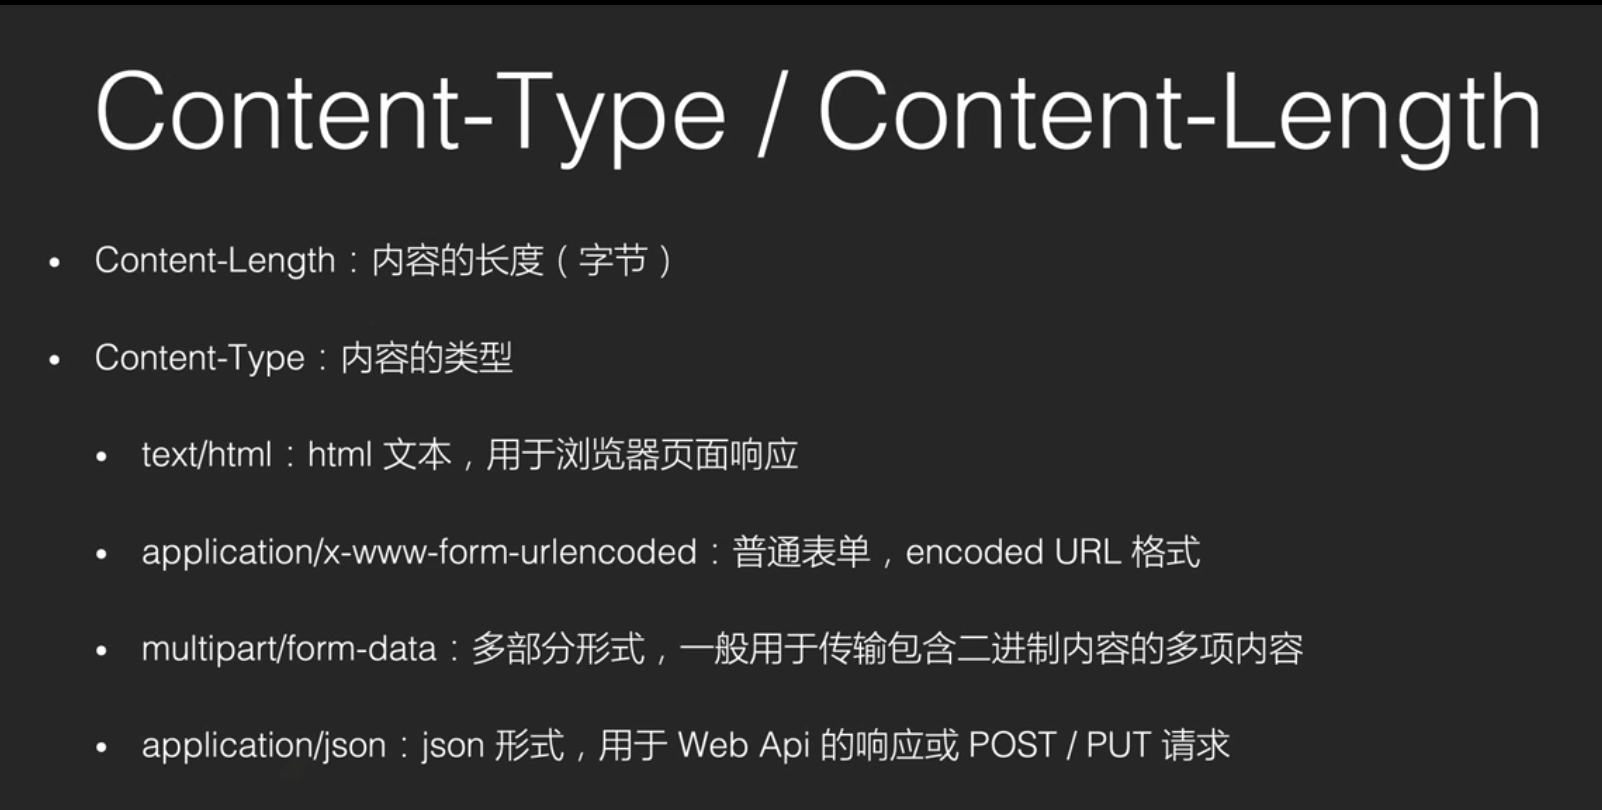 Content-Type / Content-Length
• Content-Length：内容的长度（字节）
• Content-Type：内容的类型
• text/html：html 文本，用于浏览器页面响应
• application/x-www-form-urlencoded：普通表单，encoded URL 格式
• multipart/form-data：多部分形式，一般用于传输包含二进制内容的多项内容
• application/json：json 形式，用于 Web Api 的响应或 POST / PUT 请求